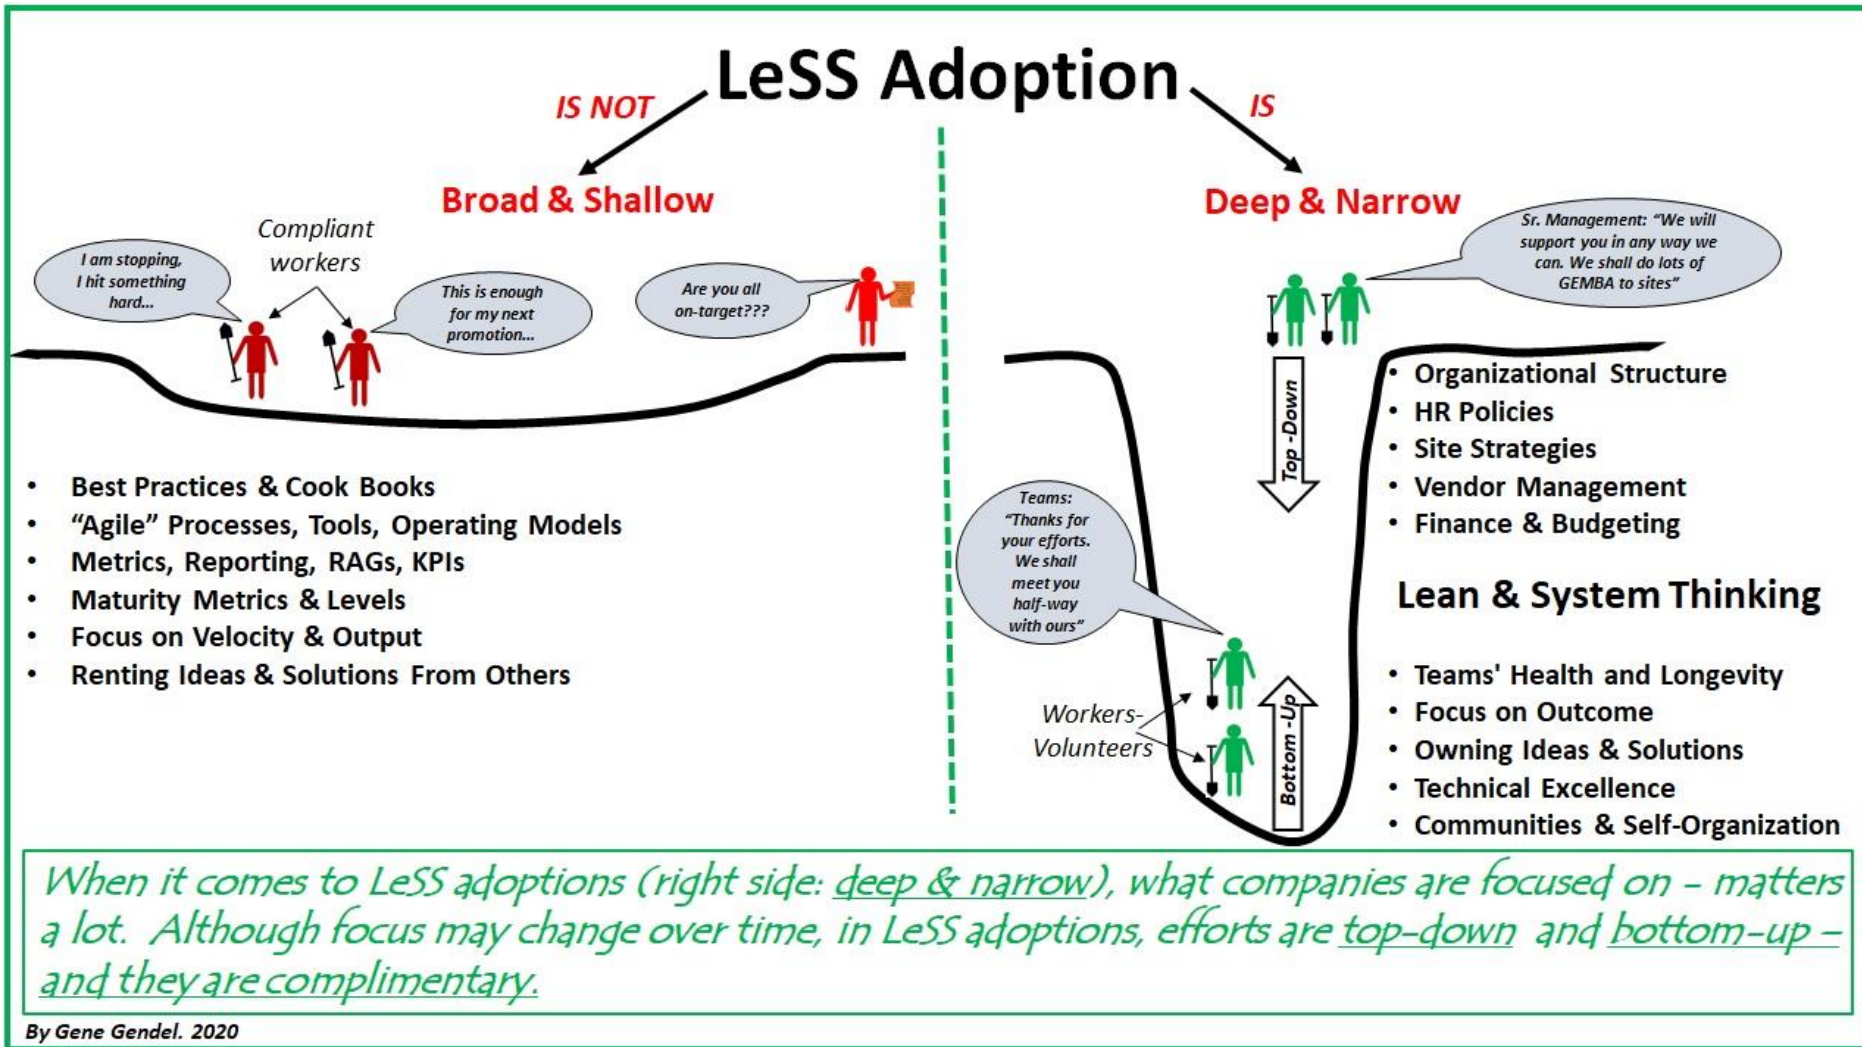 LeSS Adoption
IS NOT
IS
Broad & Shallow
Deep & Narrow
Compliant
workers
I am stopping,
I hit something
hard...
This is enough
for my next
promotion...
Are you all
on-target???
• Best Practices & Cook Books
• “Agile” Processes, Tools, Operating Models
• Metrics, Reporting, RAGs, KPIs
• Maturity Metrics & Levels
• Focus on Velocity & Output
• Renting Ideas & Solutions From Others
Sr. Management: “We will
support you in any way we
can. We shall do lots of
GEMBA to sites”
Top -Down
• Organizational Structure
• HR Policies
• Site Strategies
• Vendor Management
• Finance & Budgeting
Lean & System Thinking
Teams:
“Thanks for
your efforts.
We shall
meet you
half-way
with ours”
Workers-
Volunteers
Bottom -Up
• Teams' Health and Longevity
• Focus on Outcome
• Owning Ideas & Solutions
• Technical Excellence
• Communities & Self-Organization
When it comes to LeSS adoptions (right side: deep & narrow), what companies are focused on – matters
a lot. Although focus may change over time, in LeSS adoptions, efforts are top-down and bottom-up –
and they are complimentary.
By Gene Gendel. 2020